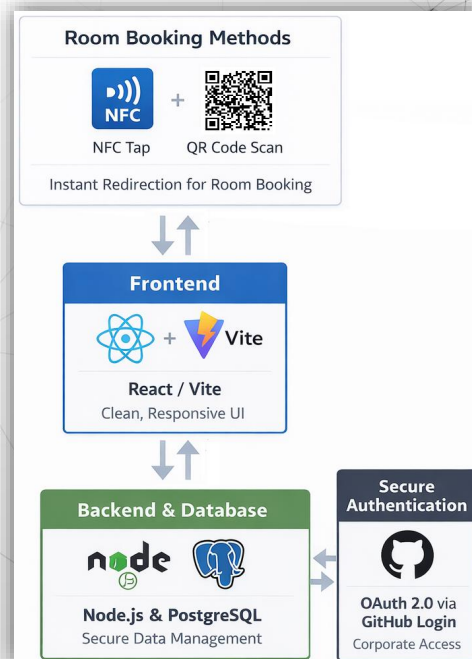 Room Booking Methods
NFC
+
NFC Tap
QR Code Scan
Instant Redirection for Room Booking
Frontend
+
Vite
React / Vite
Clean, Responsive UI
Backend & Database
node
Node.js & PostgreSQL
Secure Data Management
Secure
Authentication
OAuth 2.0 via
GitHub Login
Corporate Access